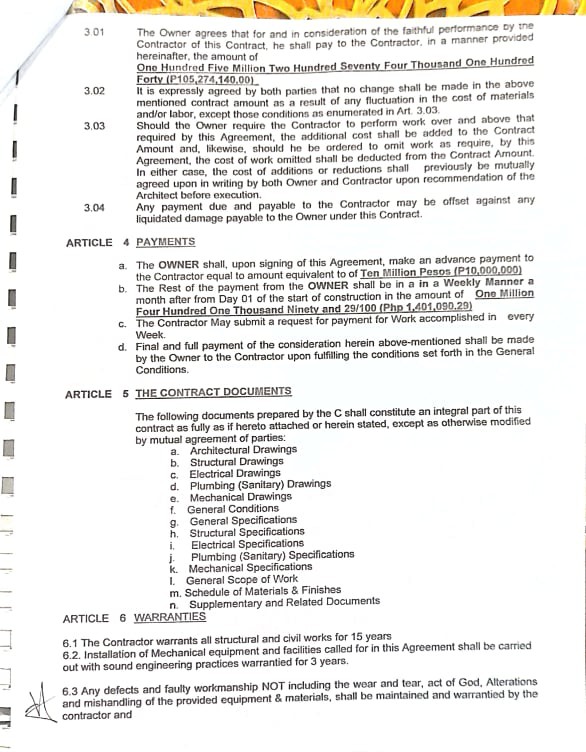 3.01 The Owner agrees that for and in consideration of the faithful performance by the
Contractor of this Contract, he shall pay to the Contractor, in a manner provided
hereinafter, the amount of
One Hundred Five Million Two Hundred Seventy Four Thousand One Hundred
Forty (P105,274,140,00)
3.02 It is expressly agreed by both parties that no change shall be made in the above
mentioned contract amount as a result of any fluctuation in the cost of materials
and/or labor, except those conditions as enumerated in Art. 3.03.
3.03 Should the Owner require the Contractor to perform work over and above that
required by this Agreement, the additional cost shall be added to the Contract
Amount and, likewise, should he be ordered to omit work as require, by this
Agreement, the cost of work omitted shall be deducted from the Contract Amount.
In either case, the cost of additions or reductions shall previously be mutually
agreed upon in writing by both Owner and Contractor upon recommendation of the
Architect before execution.
3.04 Any payment due and payable to the Contractor may be offset against any
liquidated damage payable to the Owner under this Contract.
ARTICLE 4 PAYMENTS
a. The OWNER shall, upon signing of this Agreement, make an advance payment to
the Contractor equal to amount equivalent to of Ten Million Pesos (P10,000,000)
b. The Rest of the payment from the OWNER shall be in a in a Weekly Manner a
month after from Day 01 of the start of construction in the amount of One Million
Four Hundred One Thousand Ninety and 29/100 (Php 1,401,090.29)
c. The Contractor May submit a request for payment for Work accomplished in every
Week.
d. Final and full payment of the consideration herein above-mentioned shall be made
by the Owner to the Contractor upon fulfilling the conditions set forth in the General
Conditions.
ARTICLE 5 THE CONTRACT DOCUMENTS
The following documents prepared by the C shall constitute an integral part of this
contract as fully as if hereto attached or herein stated, except as otherwise modified
by mutual agreement of parties:
a. Architectural Drawings
b. Structural Drawings
c. Electrical Drawings
d. Plumbing (Sanitary) Drawings
e. Mechanical Drawings
f. General Conditions
g. General Specifications
h. Structural Specifications
i. Electrical Specifications
j. Plumbing (Sanitary) Specifications
k. Mechanical Specifications
l. General Scope of Work
m. Schedule of Materials & Finishes
n. Supplementary and Related Documents
ARTICLE 6 WARRANTIES
6.1 The Contractor warrants all structural and civil works for 15 years
6.2. Installation of Mechanical equipment and facilities called for in this Agreement shall be carried
out with sound engineering practices warrantied for 3 years.
6.3 Any defects and faulty workmanship NOT including the wear and tear, act of God, Alterations
and mishandling of the provided equipment & materials, shall be maintained and warrantied by the
contractor and